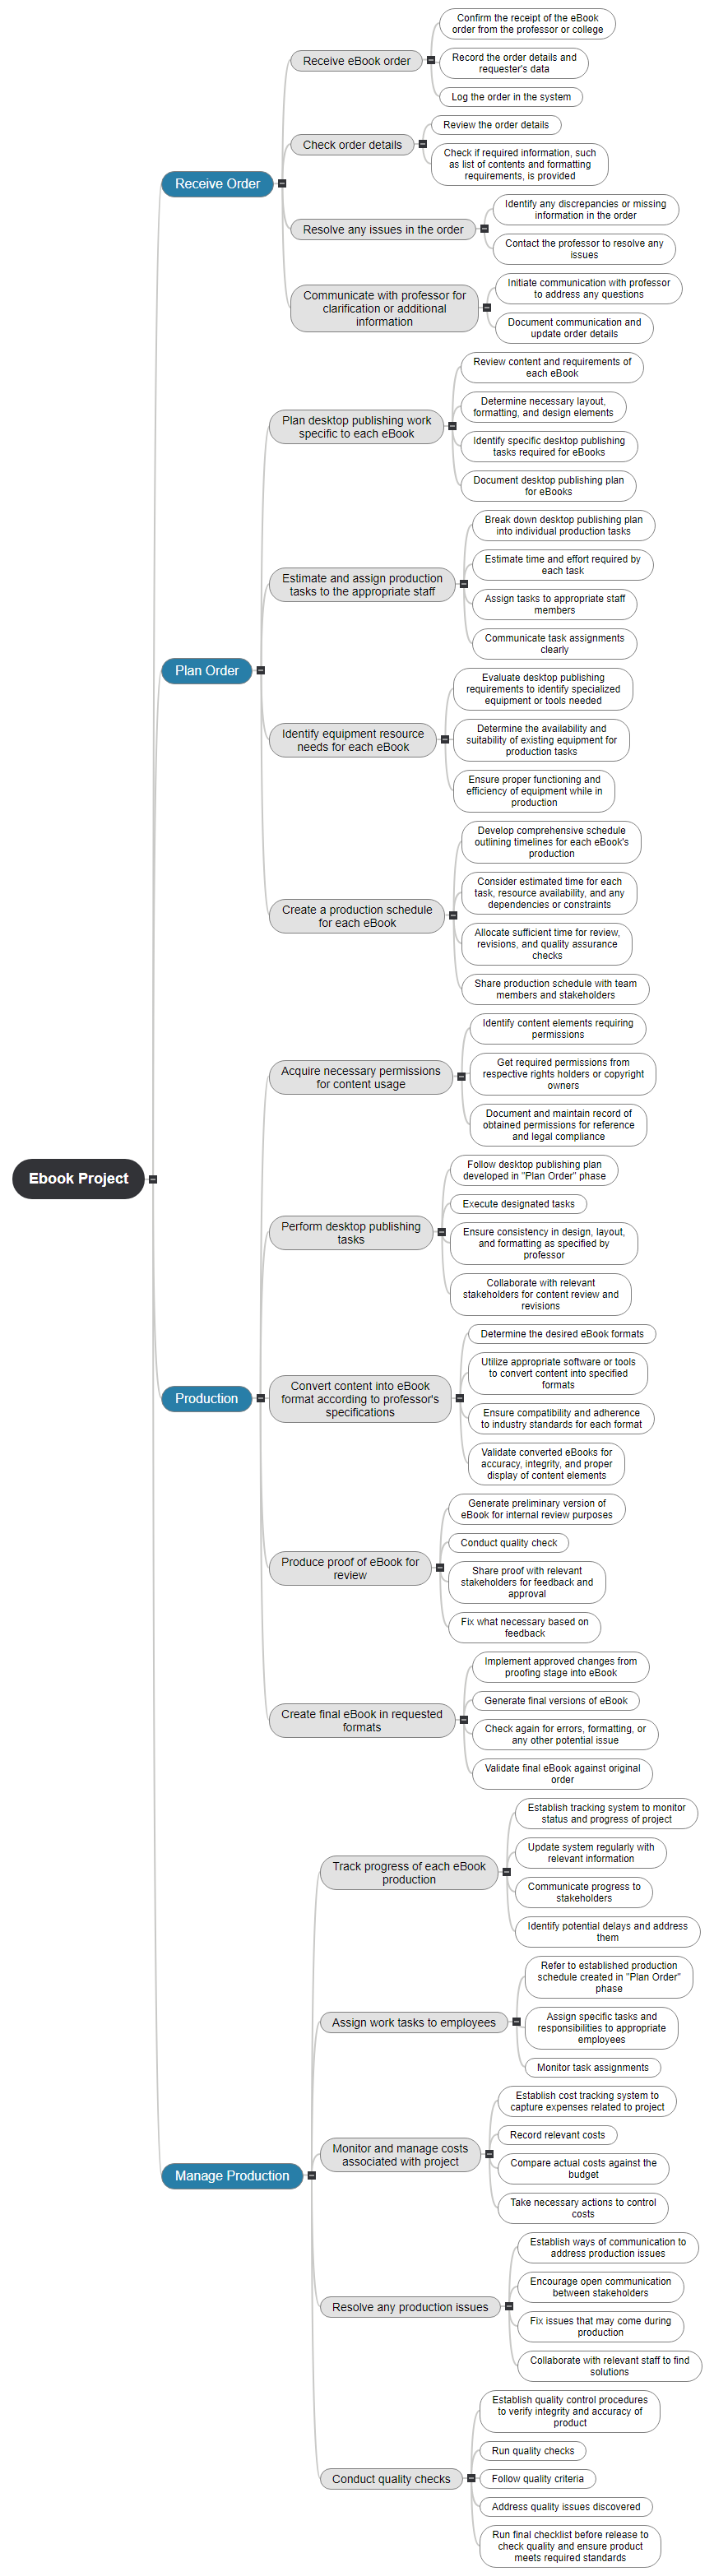 Confirm the receipt of the eBook
order from the professor or college
Receive eBook order
Record the order details and
requester's data
Log the order in the system
Review the order details
Check order details
Check if required information, such
as list of contents and formatting
requirements, is provided
Receive Order
Identify any discrepancies or missing
information in the order
Resolve any issues in the order
Contact the professor to resolve any
issues
Initiate communication with professor
to address any questions
Communicate with professor for
clarification or additional
information
Document communication and
update order details
Review content and requirements of
each eBook
Determine necessary layout,
formatting, and design elements
Plan desktop publishing work
specific to each eBook
Identify specific desktop publishing
tasks required for eBooks
Document desktop publishing plan
for eBooks
Break down desktop publishing plan
into individual production tasks
Estimate time and effort required by
each task
Estimate and assign production
tasks to the appropriate staff
Assign tasks to appropriate staff
members
Communicate task assignments
clearly
Plan Order
Evaluate desktop publishing
requirements to identify specialized
equipment or tools needed
Identify equipment resource
needs for each eBook
Determine the availability and
suitability of existing equipment for
production tasks
Ensure proper functioning and
efficiency of equipment while in
production
Develop comprehensive schedule
outlining timelines for each eBook's
production
Consider estimated time for each
task, resource availability, and any
dependencies or constraints
Create a production schedule
for each eBook
Allocate sufficient time for review,
revisions, and quality assurance
checks
Share production schedule with team
members and stakeholders
Identify content elements requiring
permissions
Acquire necessary permissions
for content usage
Get required permissions from
respective rights holders or copyright
owners
Document and maintain record of
obtained permissions for reference
and legal compliance
Ebook Project
Follow desktop publishing plan
developed in "Plan Order" phase
Execute designated tasks
Perform desktop publishing
tasks
Ensure consistency in design, layout,
and formatting as specified by
professor
Collaborate with relevant
stakeholders for content review and
revisions
Determine the desired eBook formats
Utilize appropriate software or tools
to convert content into specified
formats
Production
Convert content into eBook
format according to professor's
specifications
Ensure compatibility and adherence
to industry standards for each format
Validate converted eBooks for
accuracy, integrity, and proper
display of content elements
Generate preliminary version of
eBook for internal review purposes
Conduct quality check
Produce proof of eBook for
review
Share proof with relevant
stakeholders for feedback and
approval
Fix what necessary based on
feedback
Implement approved changes from
proofing stage into eBook
Generate final versions of eBook
Create final eBook in requested
formats
Check again for errors, formatting, or
any other potential issue
Validate final eBook against original
order
Establish tracking system to monitor
status and progress of project
Update system regularly with
relevant information
Track progress of each eBook
production
Communicate progress to
stakeholders
Identify potential delays and address
them
Refer to established production
schedule created in "Plan Order"
phase
Assign work tasks to employees
Assign specific tasks and
responsibilities to appropriate
employees
Monitor task assignments
Establish cost tracking system to
capture expenses related to project
Record relevant costs
Monitor and manage costs
associated with project
Compare actual costs against the
budget
Manage Production
Take necessary actions to control
costs
Establish ways of communication to
address production issues
Encourage open communication
between stakeholders
Resolve any production issues
Fix issues that may come during
production
Collaborate with relevant staff to find
solutions
Establish quality control procedures
to verify integrity and accuracy of
product
Run quality checks
Conduct quality checks
Follow quality criteria
Address quality issues discovered
Run final checklist before release to
check quality and ensure product
meets required standards